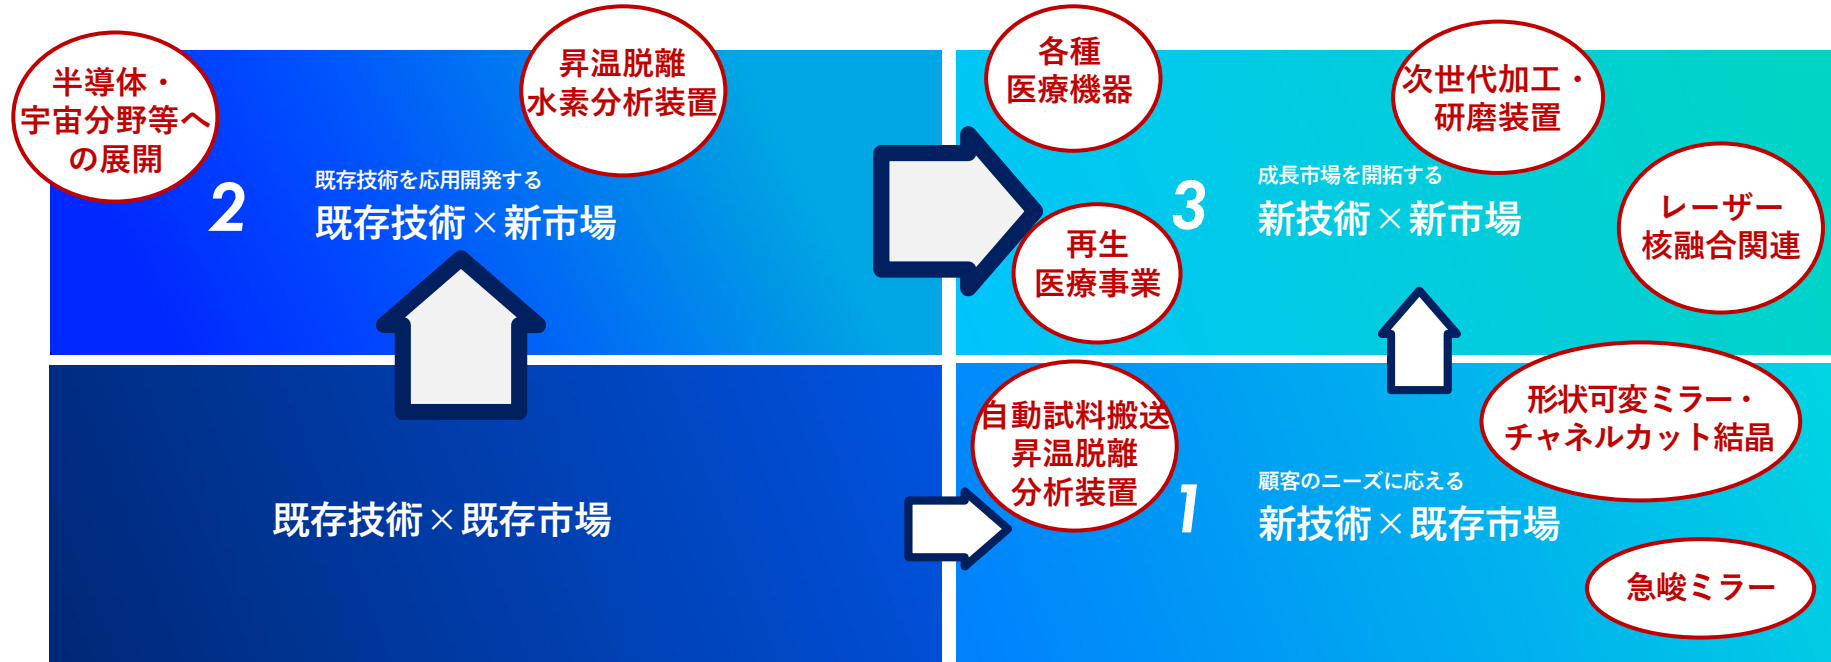 半導体・
宇宙分野等へ
の展開
昇温脱離
水素分析装置
2
既存技術を応用開発する
既存技術×新市場
各種
医療機器
次世代加工・
研磨装置
3
成長市場を開拓する
新技術×新市場
レーザー
核融合関連
再生
医療事業
既存技術×既存市場
自動試料搬送
昇温脱離
分析装置
形状可変ミラー・
チャネルカット結晶
1
顧客のニーズに応える
新技術×既存市場
急峻ミラー